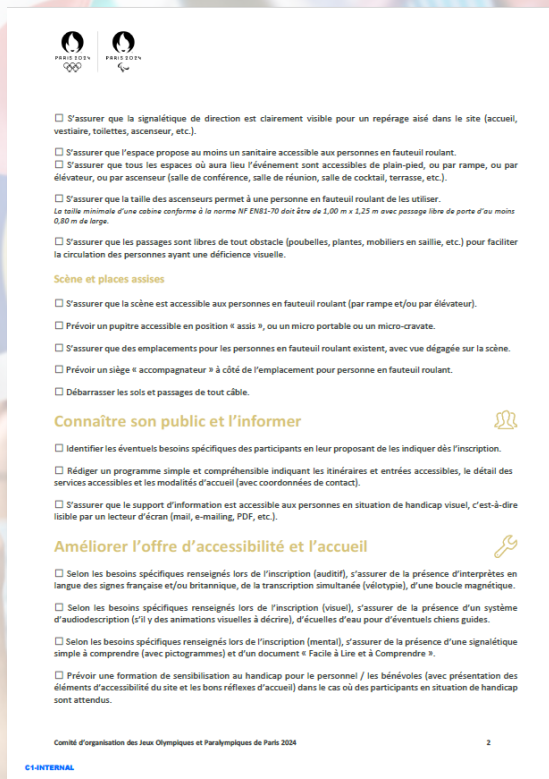 PARIS 2024
PARIS 2024
☐ S'assurer que la signalétique de direction est clairement visible pour un repérage aisé dans le site (accueil,
vestiaire, toilettes, ascenseur, etc.).
☐ S'assurer que l'espace propose au moins un sanitaire accessible aux personnes en fauteuil roulant.
☐ S'assurer que tous les espaces où aura lieu l'événement sont accessibles de plain-pied, ou par rampe, ou par
élévateur, ou par ascenseur (salle de conférence, salle de réunion, salle de cocktail, terrasse, etc.).
☐ S'assurer que la taille des ascenseurs permet à une personne en fauteuil roulant de les utiliser.
La taille minimale d'une cabine conforme à la norme NF EN81-70 doit être de 1,00 m x 1,25 m avec passage libre de porte d'au moins
0,80 m de large.
☐ S'assurer que les passages sont libres de tout obstacle (poubelles, plantes, mobiliers en saillie, etc.) pour faciliter
la circulation des personnes ayant une déficience visuelle.
Scène et places assises
☐ S'assurer que la scène est accessible aux personnes en fauteuil roulant (par rampe et/ou par élévateur).
☐ Prévoir un pupitre accessible en position « assis », ou un micro portable ou un micro-cravate.
☐ S'assurer que des emplacements pour les personnes en fauteuil roulant existent, avec vue dégagée sur la scène.
☐ Prévoir un siège « accompagnateur » à côté de l'emplacement pour personne en fauteuil roulant.
☐ Débarrasser les sols et passages de tout câble.
Connaître son public et l'informer
☐ Identifier les éventuels besoins spécifiques des participants en leur proposant de les indiquer dès l'inscription.
☐ Rédiger un programme simple et compréhensible indiquant les itinéraires et entrées accessibles, le détail des
services accessibles et les modalités d'accueil (avec coordonnées de contact).
☐ S'assurer que le support d'information est accessible aux personnes en situation de handicap visuel, c'est-à-dire
lisible par un lecteur d'écran (mail, e-mailing, PDF, etc.).
Améliorer l'offre d'accessibilité et l'accueil
☐ Selon les besoins spécifiques renseignés lors de l'inscription (auditif), s'assurer de la présence d'interprètes en
langue des signes française et/ou britannique, de la transcription simultanée (vélotypie), d'une boucle magnétique.
☐ Selon les besoins spécifiques renseignés lors de l'inscription (visuel), s'assurer de la présence d'un système
d'audiodescription (s'il y des animations visuelles à décrire), d'écuelles d'eau pour d'éventuels chiens guides.
☐ Selon les besoins spécifiques renseignés lors de l'inscription (mental), s'assurer de la présence d'une signalétique
simple à comprendre (avec pictogrammes) et d'un document « Facile à Lire et à Comprendre ».
☐ Prévoir une formation de sensibilisation au handicap pour le personnel / les bénévoles (avec présentation des
éléments d'accessibilité du site et les bons réflexes d'accueil) dans le cas où des participants en situation de handicap
sont attendus.
Comité d'organisation des Jeux Olympiques et Paralympiques de Paris 2024 2
C1-INTERNAL